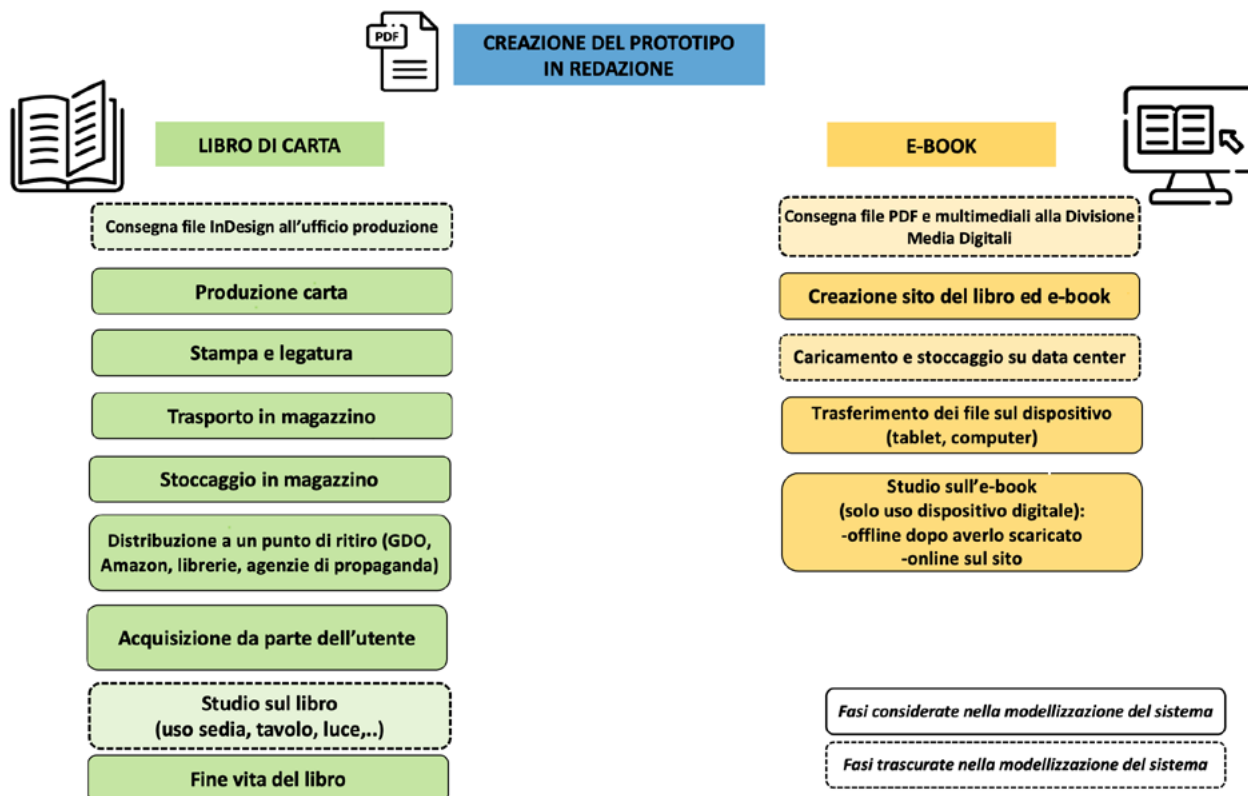 PDF
CREAZIONE DEL PROTOTIPO
IN REDAZIONE
LIBRO DI CARTA
Consegna file InDesign all'ufficio produzione
Produzione carta
Stampa e legatura
Trasporto in magazzino
Stoccaggio in magazzino
Distribuzione a un punto di ritiro (GDO,
Amazon, librerie, agenzie di propaganda)
Acquisizione da parte dell'utente
Studio sul libro
(uso sedia, tavolo, luce,..)
Fine vita del libro
E-BOOK
Consegna file PDF e multimediali alla Divisione
Media Digitali
Creazione sito del libro ed e-book
Caricamento e stoccaggio su data center
Trasferimento dei file sul dispositivo
(tablet, computer)
Studio sull'e-book
(solo uso dispositivo digitale):
-offline dopo averlo scaricato
-online sul sito
Fasi considerate nella modellizzazione del sistema
Fasi trascurate nella modellizzazione del sistema